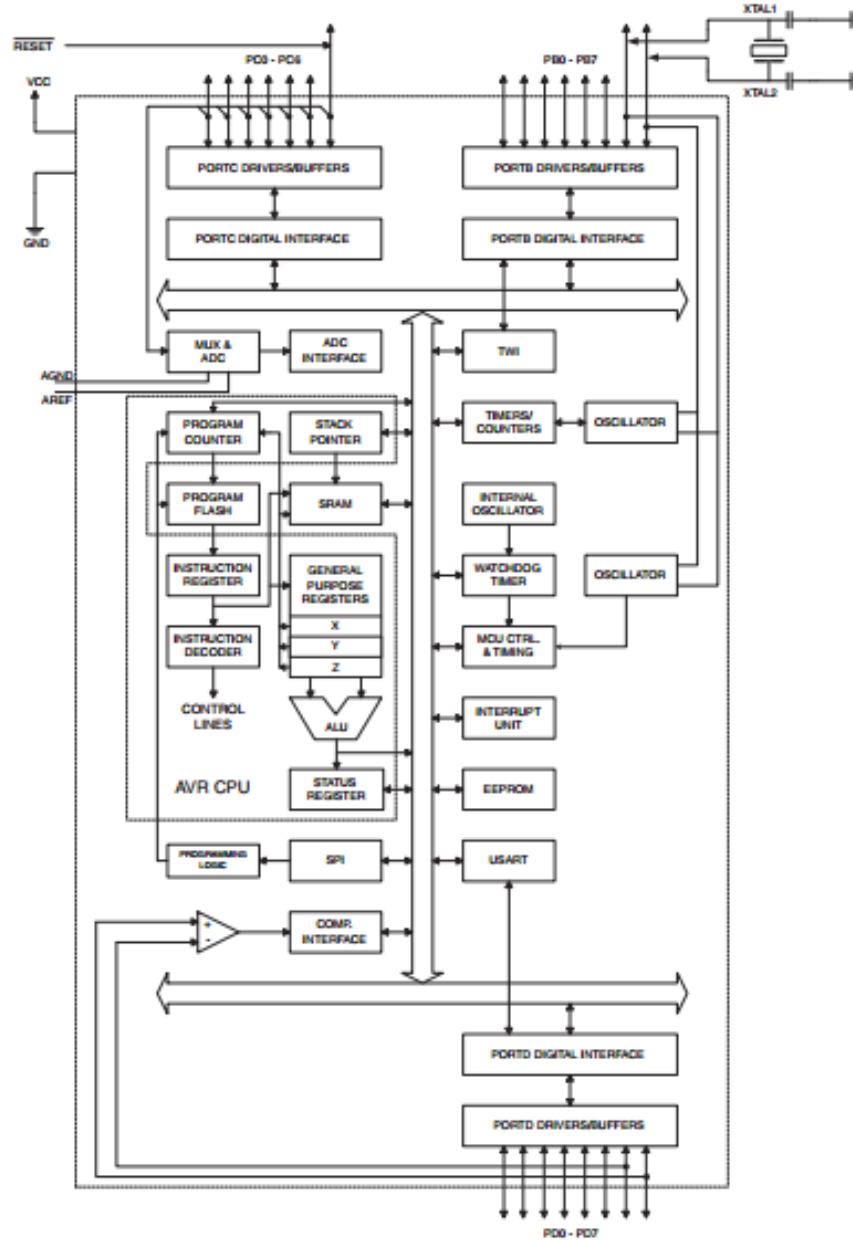 XTAL1
RESET
PC0 - PC6
PB0 - PB7
VCC
XTAL2
PORTC DRIVERS/BUFFERS
PORTB DRIVERS/BUFFERS
GND
PORTC DIGITAL INTERFACE
PORTB DIGITAL INTERFACE
MUX &
ADC
ADC
INTERFACE
TWI
AGND
AREF
PROGRAM
COUNTER
STACK
POINTER
TIMERS/
COUNTERS
OSCILLATOR
PROGRAM
FLASH
SRAM
INTERNAL
OSCILLATOR
INSTRUCTION
REGISTER
GENERAL
PURPOSE
REGISTERS
WATCHDOG
TIMER
OSCILLATOR
X
INSTRUCTION
DECODER
Y
MCU CTRL.
& TIMING
Z
CONTROL
LINES
ALU
INTERRUPT
UNIT
AVR CPU
STATUS
REGISTER
EEPROM
PROGRAMMING
LOGIC
SPI
USART
+
-
COMP.
INTERFACE
PORTD DIGITAL INTERFACE
PORTD DRIVERS/BUFFERS
PD0 - PD7